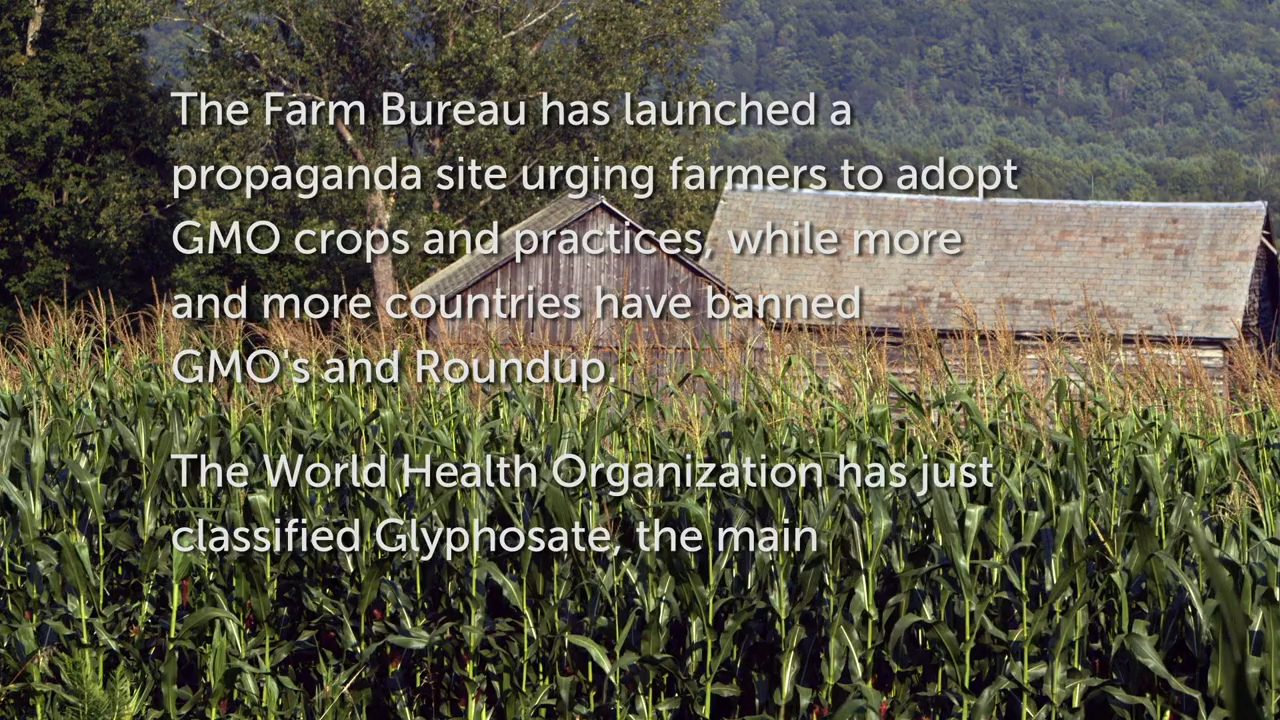 The Farm Bureau has launched a
propaganda site urging farmers to adopt
GMO crops and practices, while more
and more countries have banned
GMO's and Roundup.
The World Health Organization has just
classified Glyphosate, the main